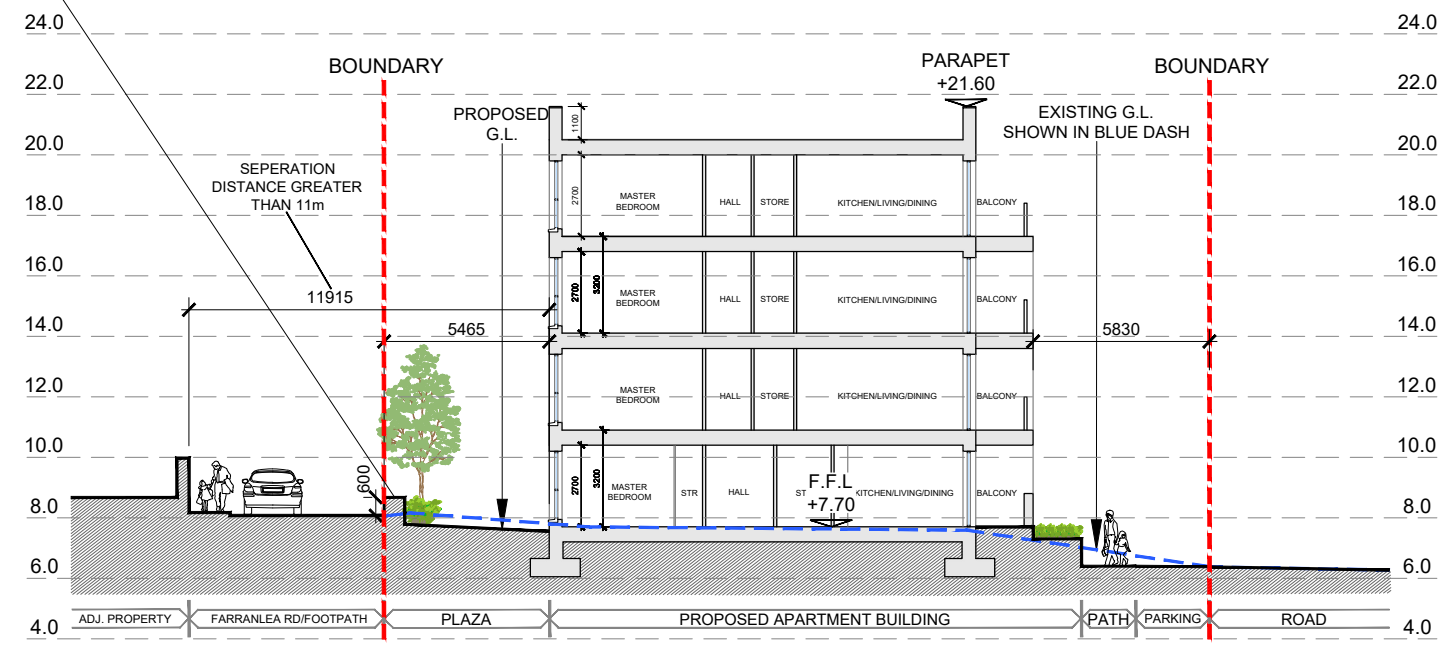 24.0 24.0
BOUNDARY PARAPET BOUNDARY
+21.60
22.0 22.0
PROPOSED
G.L.
1100
EXISTING G.L.
SHOWN IN BLUE DASH
20.0 20.0
SEPERATION
DISTANCE GREATER
THAN 11m
2700
MASTER
BEDROOM
HALL STORE KITCHEN/LIVING/DINING BALCONY
18.0 18.0
16.0 16.0
2700 3200
MASTER
BEDROOM
HALL STORE KITCHEN/LIVING/DINING BALCONY
11915
14.0 14.0
5465 5830
12.0 12.0
MASTER
BEDROOM
HALL STORE KITCHEN/LIVING/DINING BALCONY
10.0 10.0
600
2700 3200
MASTER
BEDROOM
STR HALL ST KITCHEN/LIVING/DINING BALCONY
F.F.L
+7.70
8.0 8.0
6.0 6.0
ADJ. PROPERTY FARRANLEA RD/FOOTPATH PLAZA PROPOSED APARTMENT BUILDING PATH PARKING ROAD
4.0 4.0